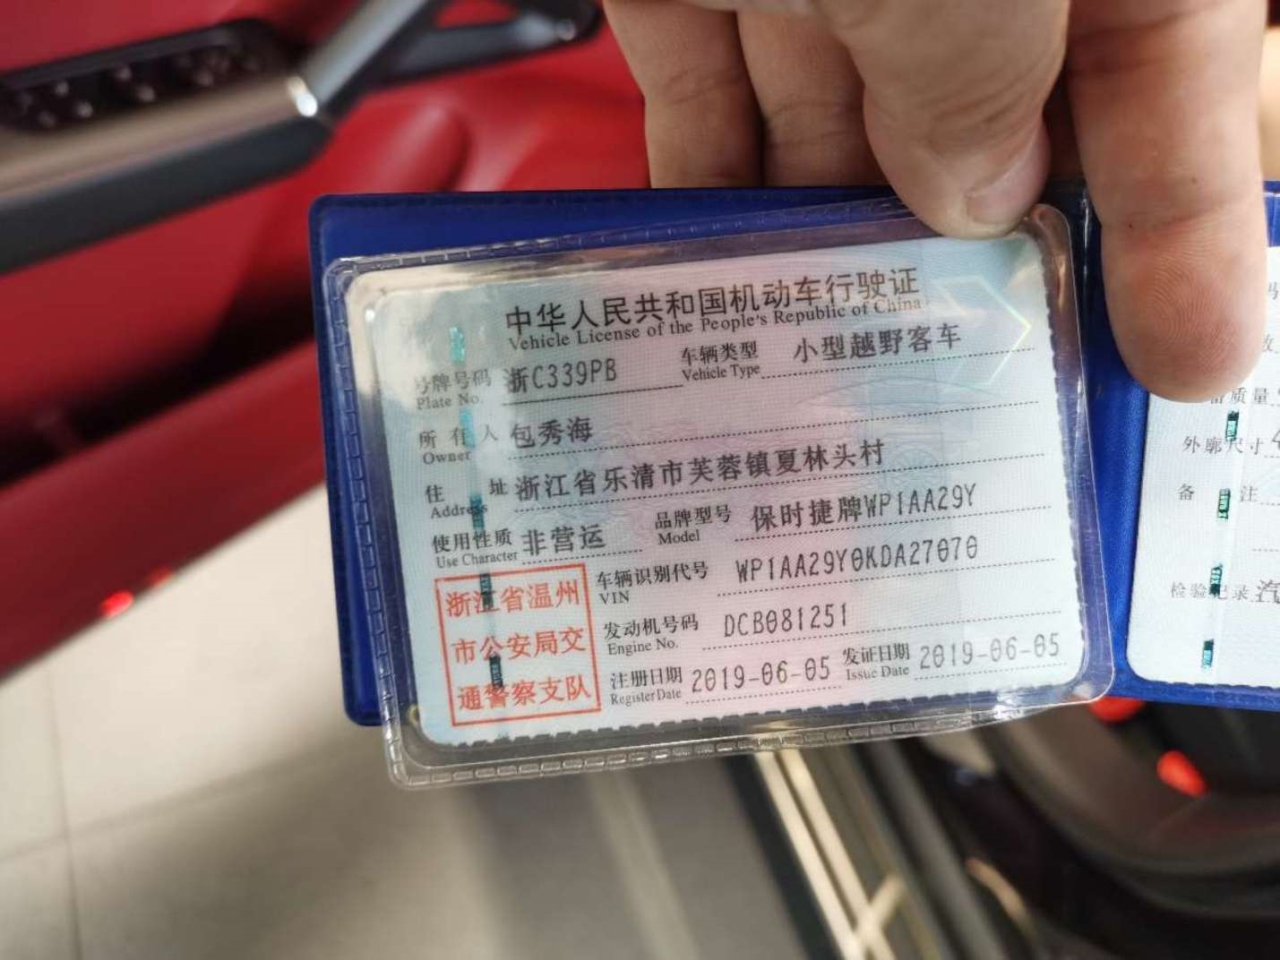 中华人民共和国机动车行驶证
Vehicle License of the People's Republic of China
号牌号码 浙C339PB 车辆类型 小型越野客车
Plate No. Vehicle Type
所有人 包秀海
Owner
住址 浙江省乐清市芙蓉镇夏林头村
Address
使用性质 非营运 品牌型号 保时捷牌WP1AA29Y
Use Character Model
浙江省温州
市公安局交
通警察支队
车辆识别代号 WP1AA29Y0KDA27070
VIN
发动机号码 DCB081251
Engine No.
注册日期 2019-06-05 发证日期 2019-06-05
Register Date Issue Date
备质量
外廓尺寸
备注
检验记录